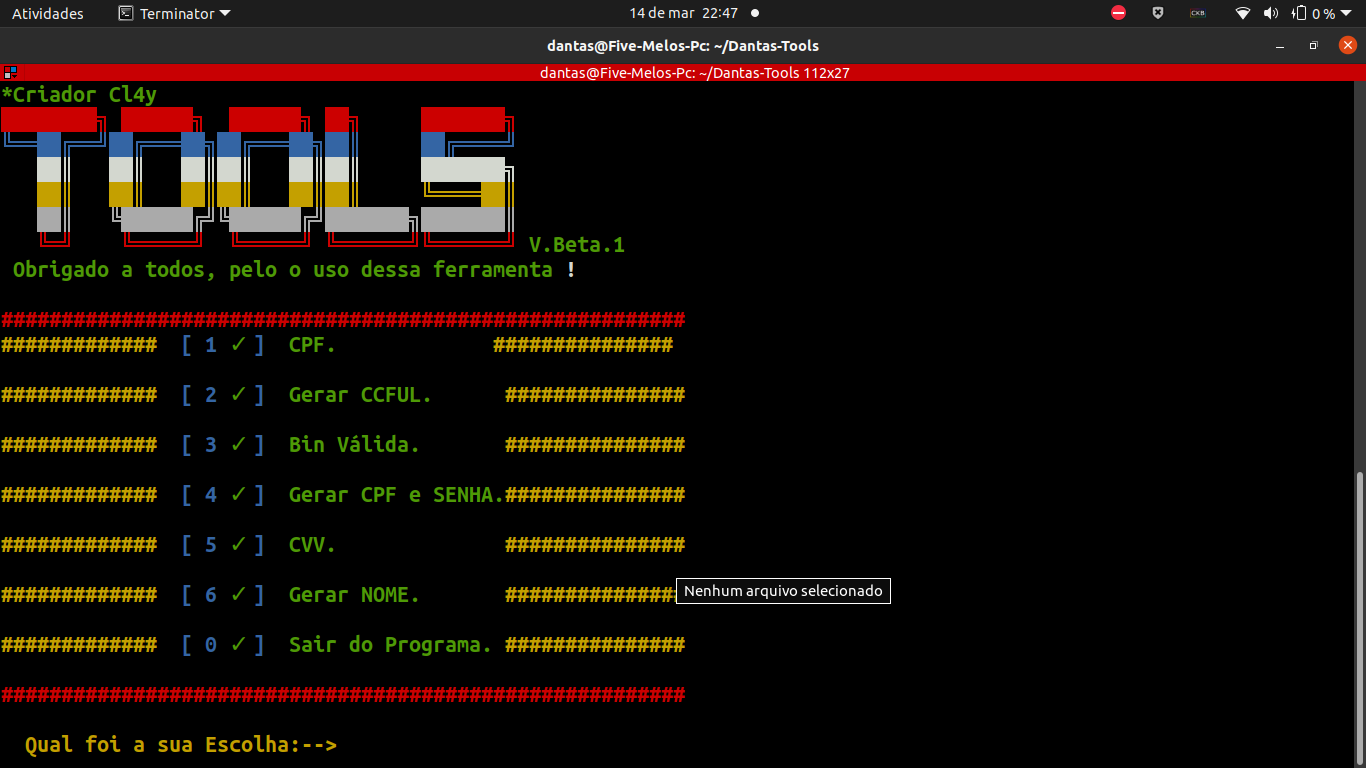 Atividades Terminator 14 de mar 22:47 CKB 0 %
dantas@Five-Melos-Pc: ~/Dantas-Tools
dantas@Five-Melos-Pc: ~/Dantas-Tools 112x27
*Criador Cl4y
TOOLS
V.Beta.1
Obrigado a todos, pelo o uso dessa ferramenta !
#########################################################
############# [ 1 ✓ ] CPF. ###############
############# [ 2 ✓ ] Gerar CCFUL. ###############
############# [ 3 ✓ ] Bin Válida. ###############
############# [ 4 ✓ ] Gerar CPF e SENHA.###############
############# [ 5 ✓ ] CVV. ###############
############# [ 6 ✓ ] Gerar NOME. ###############
Nenhum arquivo selecionado
############# [ 0 ✓ ] Sair do Programa. ###############
#########################################################
Qual foi a sua Escolha:-->